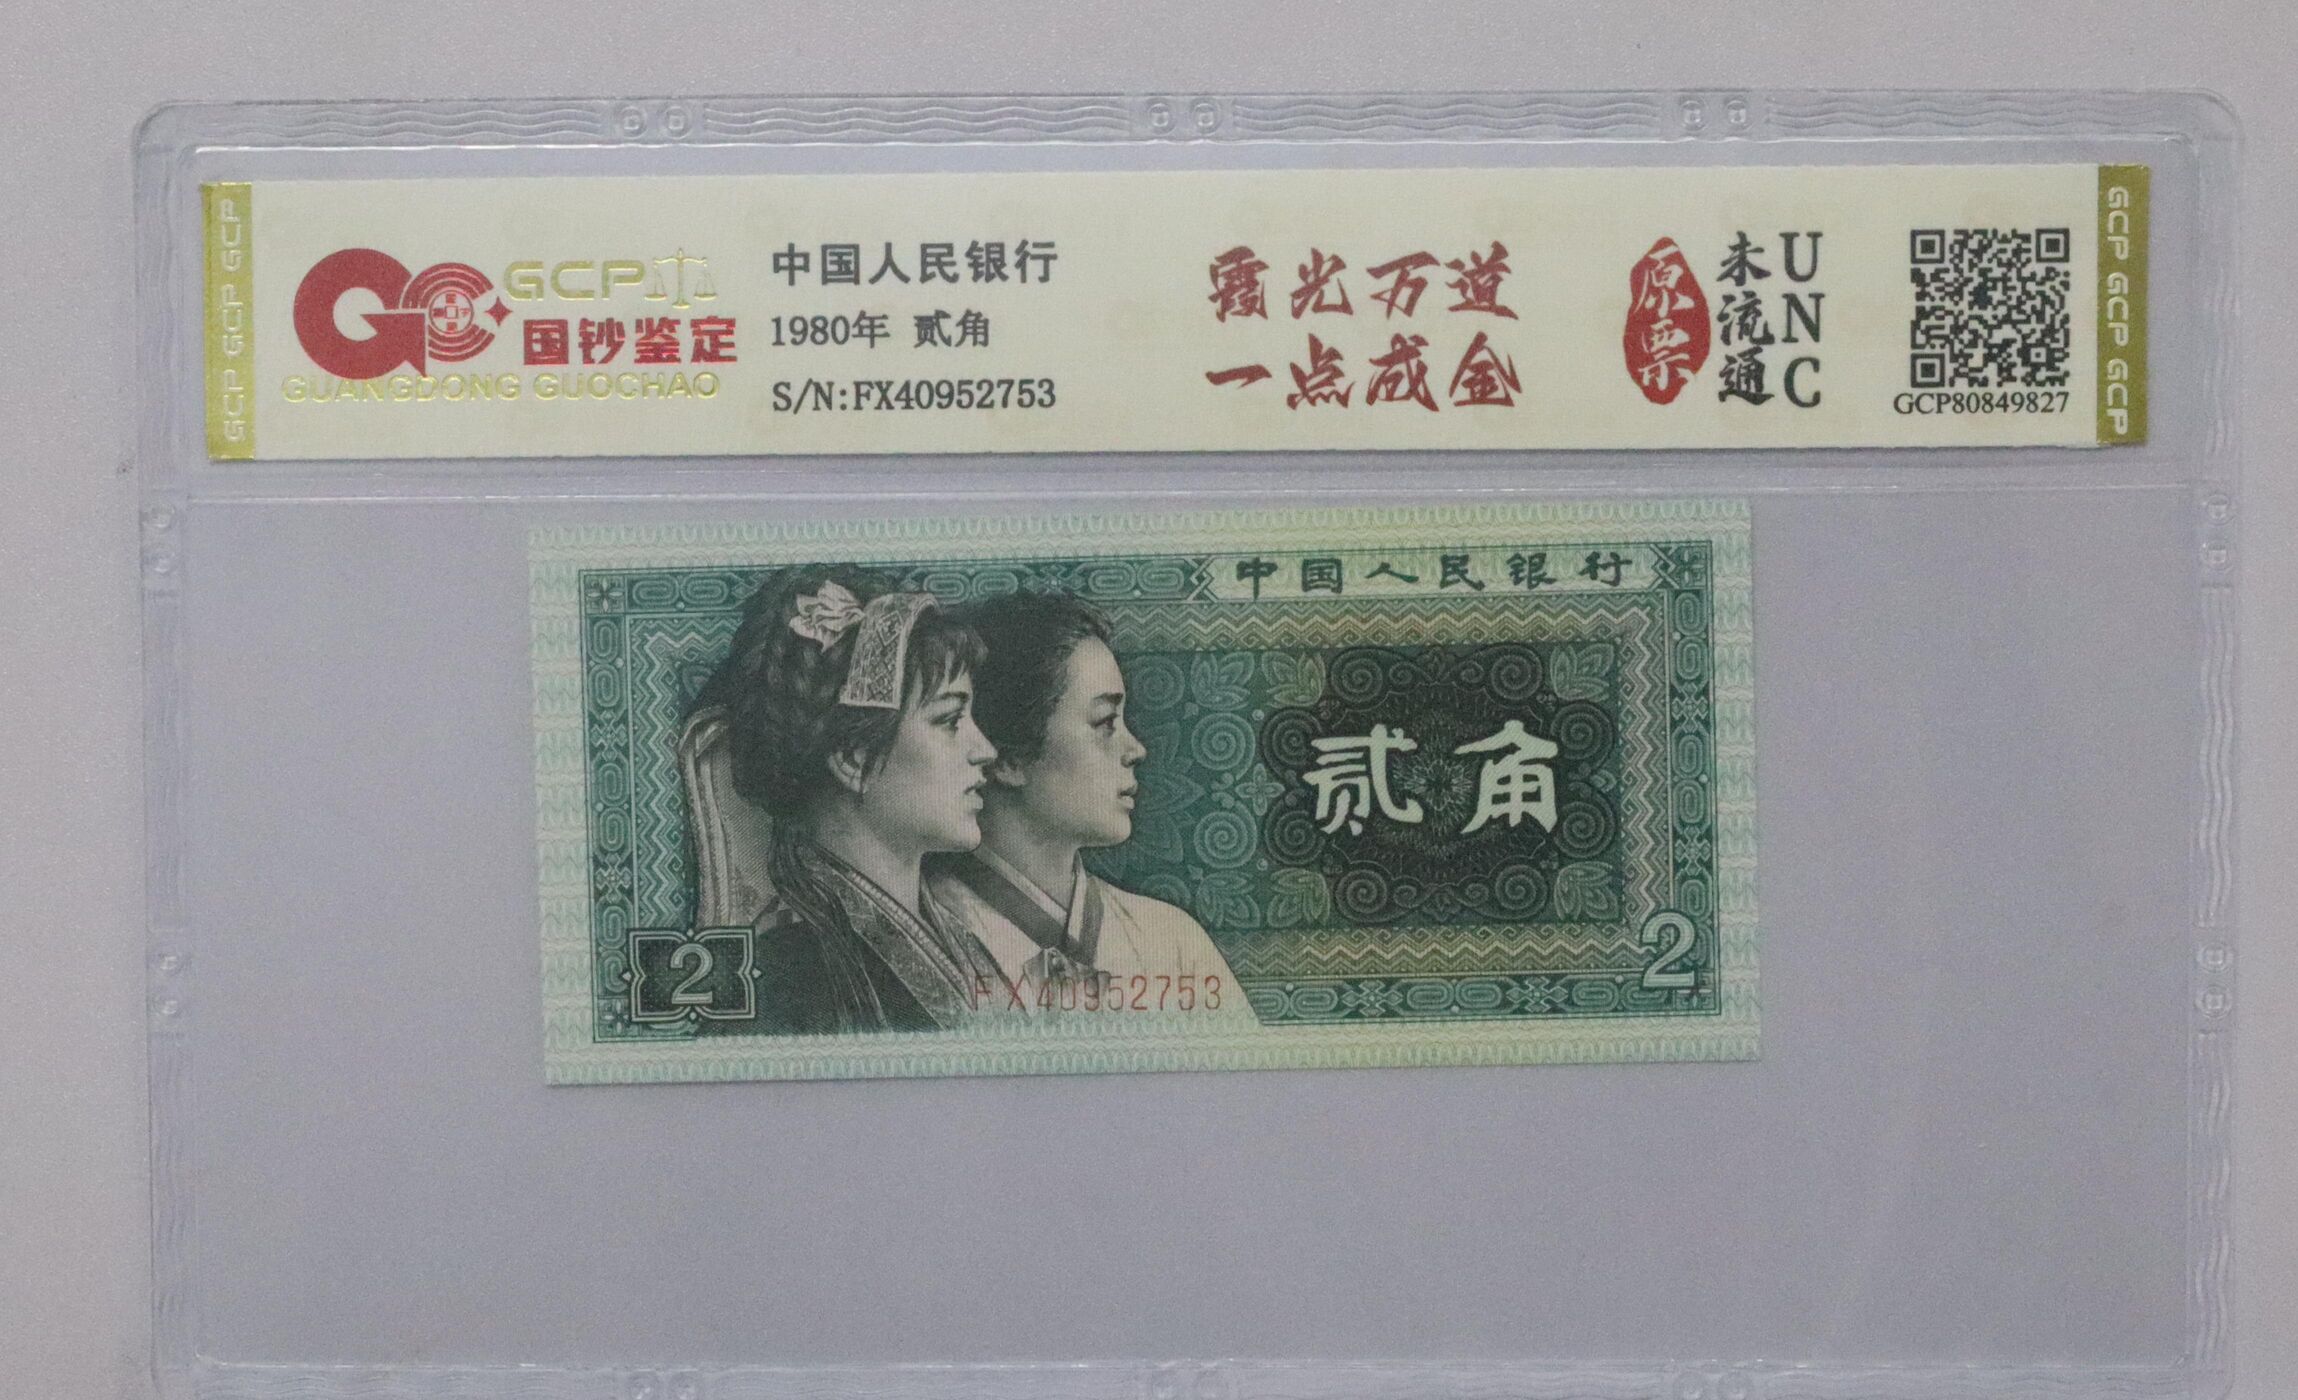 GCP GCP GCP
GCP
国钞鉴定
GUANGDONG GUOCHAO
中国人民银行
1980年 贰角
S/N:FX40952753
霞光万道
一点成金
原票
未流通
UNC
GCP80849827
GCP GCP GCP
中国人民银行
贰角
2
2
FX40952753